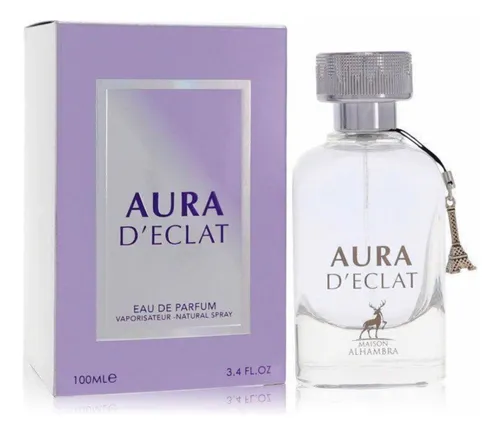 AURA
D'ECLAT
EAU DE PARFUM
VAPORISATEUR -NATURAL SPRAY
100ML℮
3.4 FL.OZ
AURA
D'ECLAT
MAISON
ALHAMBRA